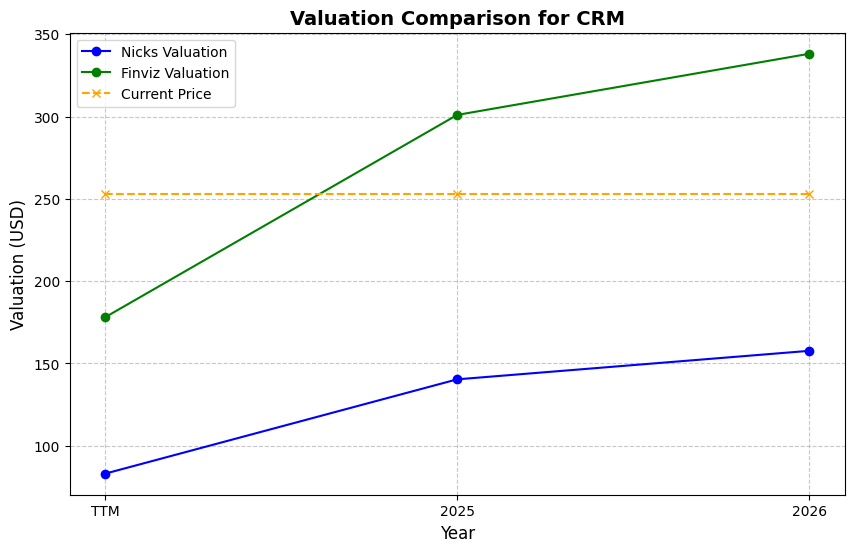 Valuation Comparison for CRM
Nicks Valuation
Finviz Valuation
Current Price
Valuation (USD)
350
300
250
200
150
100
TTM
2025
2026
Year